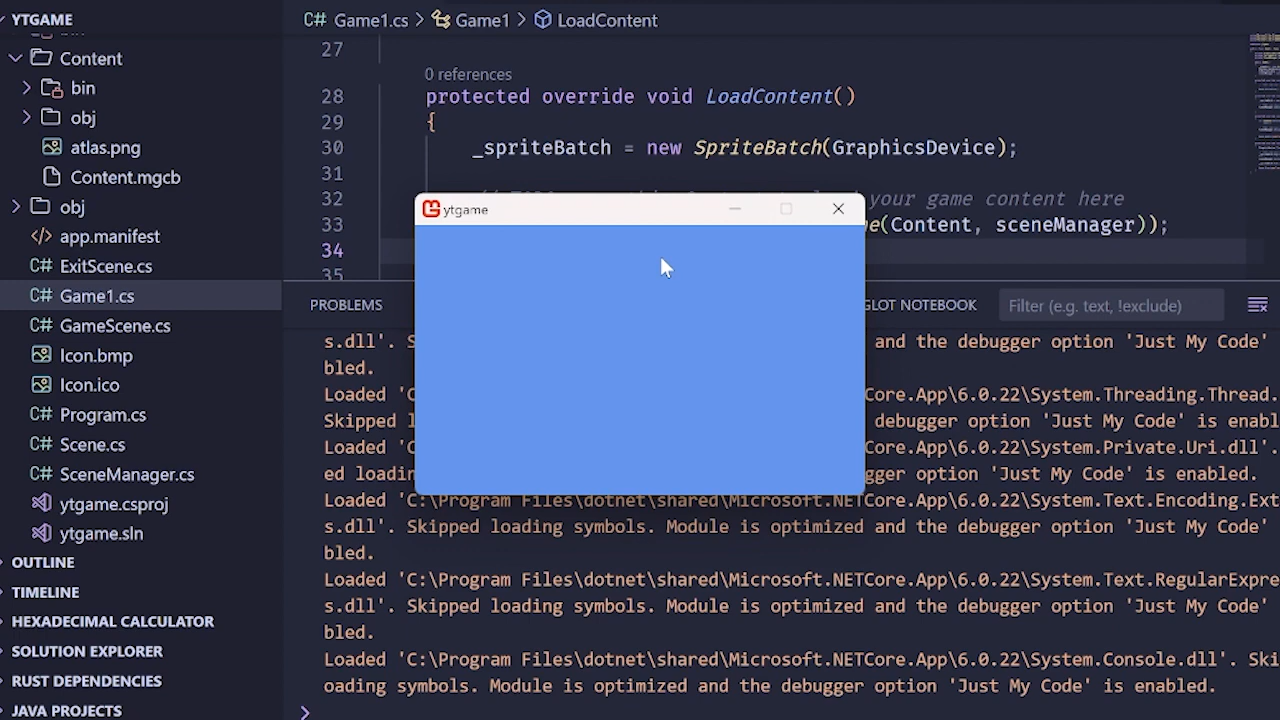 YTGAME
Content
bin
obj
atlas.png
Content.mgcb
obj
app.manifest
ExitScene.cs
Game1.cs
GameScene.cs
Icon.bmp
Icon.ico
Program.cs
Scene.cs
SceneManager.cs
ytgame.csproj
ytgame.sln
OUTLINE
TIMELINE
HEXADECIMAL CALCULATOR
SOLUTION EXPLORER
RUST DEPENDENCIES
JAVA PROJECTS
C# Game1.cs > Game1 > LoadContent
27
0 references
28 protected override void LoadContent()
29 {
30 _spriteBatch = new SpriteBatch(GraphicsDevice);
31
32 your game content here
33 (Content, sceneManager));
34
35
ytgame
PROBLEMS GLOT NOTEBOOK Filter (e.g. text, !exclude)
s.dll'. and the debugger option 'Just My Code'
bled.
Loaded 'C Core.App\6.0.22\System.Threading.Thread.
Skipped debugger option 'Just My Code' is enabl
Loaded 'C Core.App\6.0.22\System.Private.Uri.dll'.
ed loadin gger option 'Just My Code' is enabled.
Loaded 'C:\Program Files\dotnet\shared\Microsoft.NETCore.App\6.0.22\System.Text.Encoding.Ext
s.dll'. Skipped loading symbols. Module is optimized and the debugger option 'Just My Code'
bled.
Loaded 'C:\Program Files\dotnet\shared\Microsoft.NETCore.App\6.0.22\System.Text.RegularExpre
s.dll'. Skipped loading symbols. Module is optimized and the debugger option 'Just My Code'
bled.
Loaded 'C:\Program Files\dotnet\shared\Microsoft.NETCore.App\6.0.22\System.Console.dll'. Ski
oading symbols. Module is optimized and the debugger option 'Just My Code' is enabled.